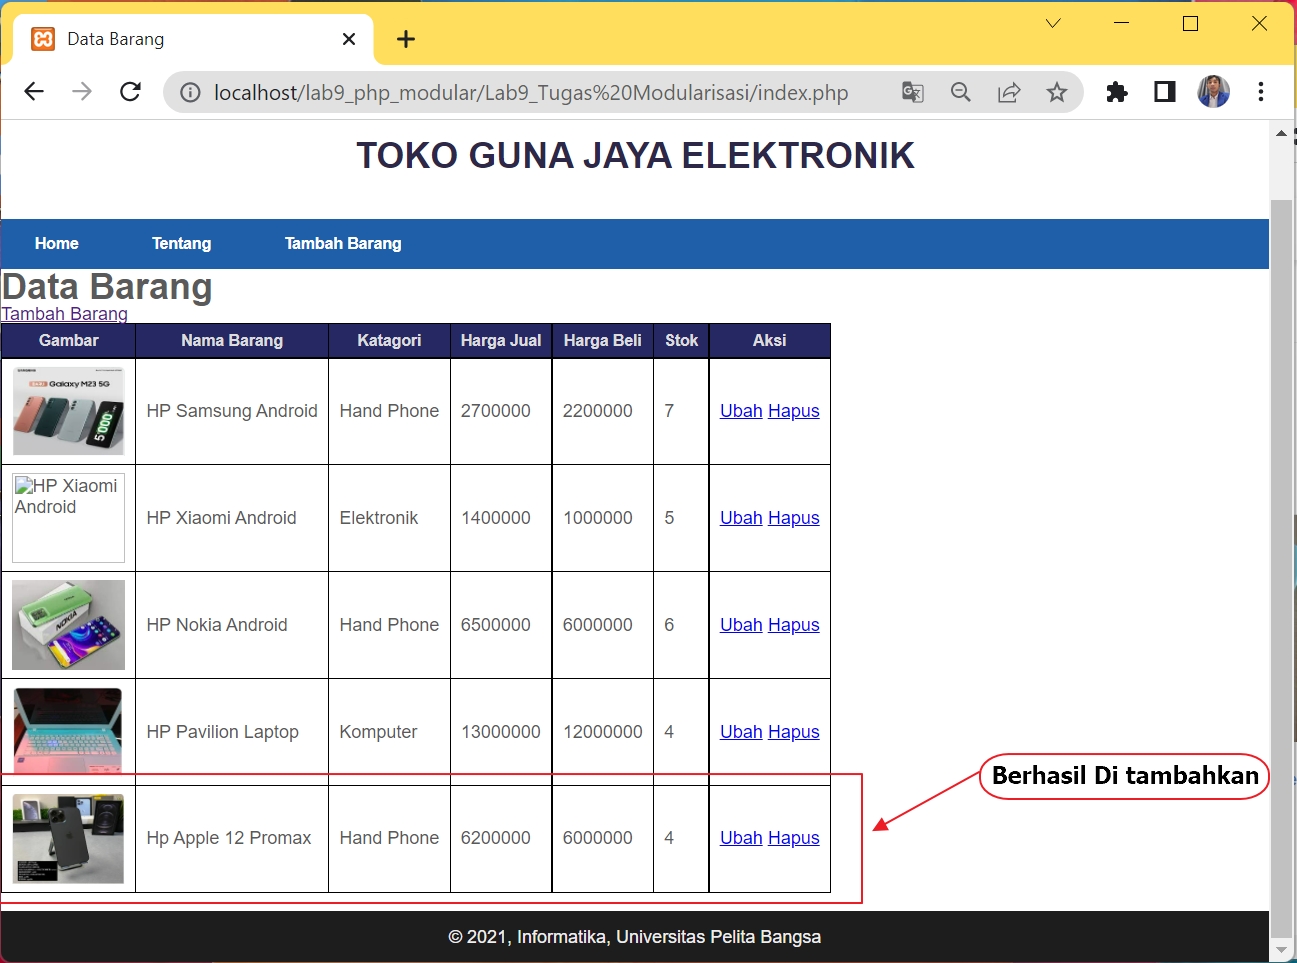 Data Barang
localhost/lab9_php_modular/Lab9_Tugas%20Modularisasi/index.php
TOKO GUNA JAYA ELEKTRONIK
Home Tentang Tambah Barang
Data Barang
Tambah Barang
Gambar Nama Barang Katagori Harga Jual Harga Beli Stok Aksi
Galaxy M23 5G
5'000
HP Samsung Android Hand Phone 2700000 2200000 7 Ubah Hapus
HP Xiaomi
Android
HP Xiaomi Android Elektronik 1400000 1000000 5 Ubah Hapus
NOKIA
HP Nokia Android Hand Phone 6500000 6000000 6 Ubah Hapus
HP Pavilion Laptop Komputer 13000000 12000000 4 Ubah Hapus
Berhasil Di tambahkan
Hp Apple 12 Promax Hand Phone 6200000 6000000 4 Ubah Hapus
© 2021, Informatika, Universitas Pelita Bangsa